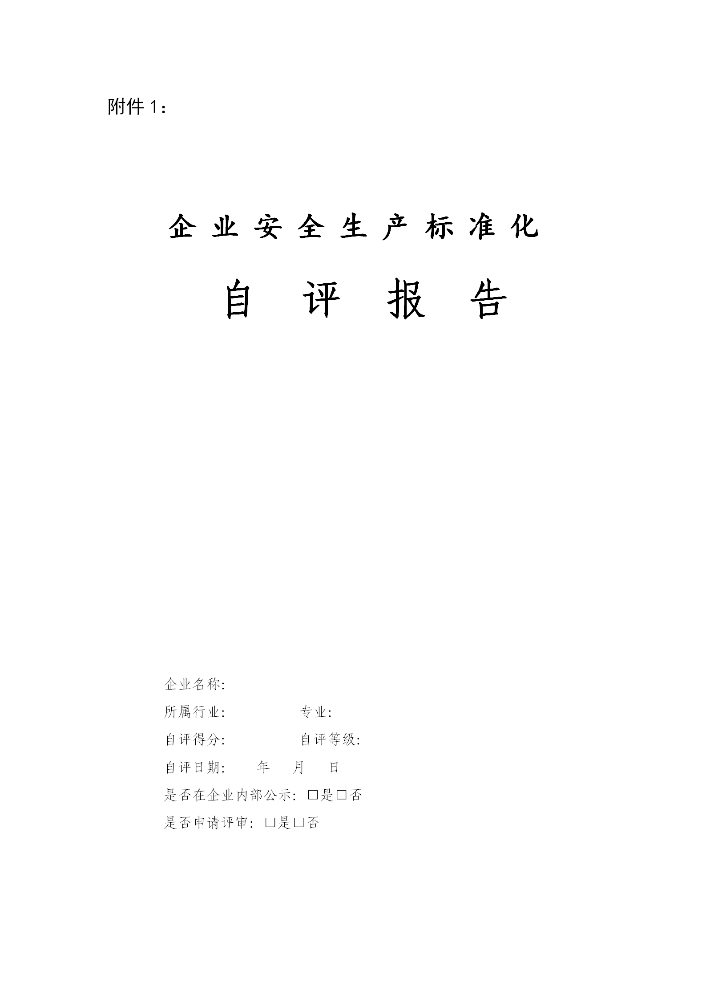 附件1：
企业安全生产标准化
自评报告
企业名称：
所属行业： 专业：
自评得分： 自评等级：
自评日期： 年 月 日
是否在企业内部公示：□是□否
是否申请评审：□是□否